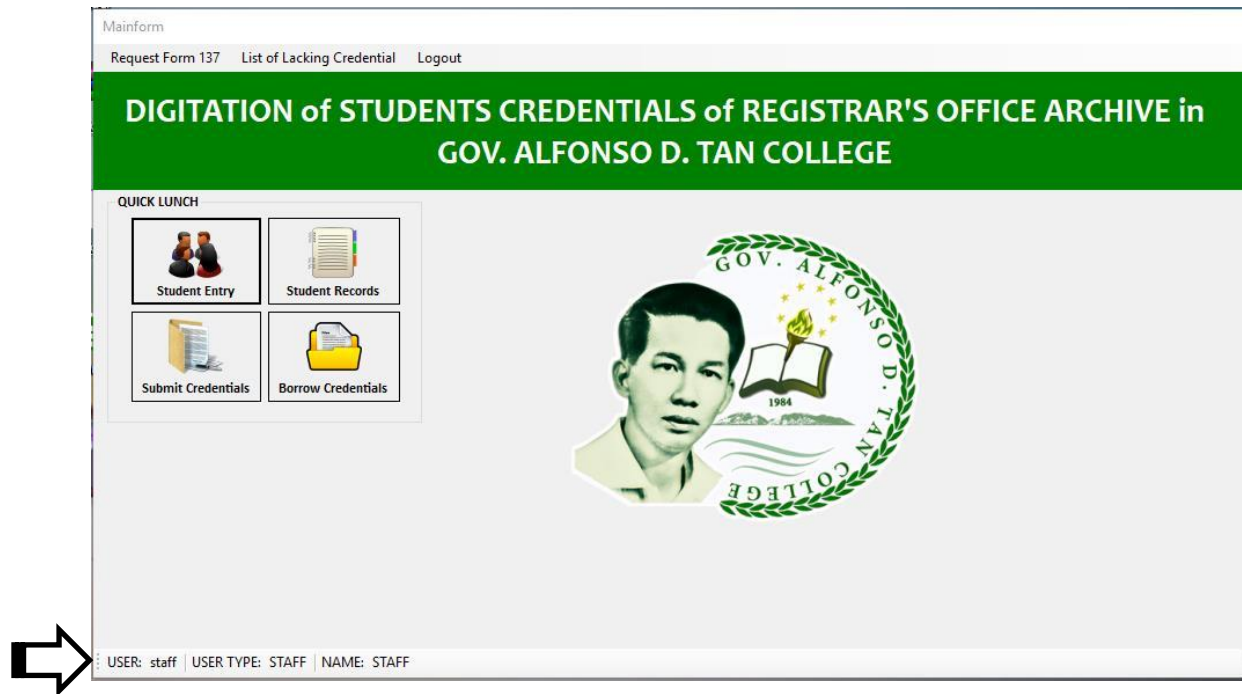 Mainform
Request Form 137 List of Lacking Credential Logout
DIGITATION of STUDENTS CREDENTIALS of REGISTRAR'S OFFICE ARCHIVE in
GOV. ALFONSO D. TAN COLLEGE
QUICK LUNCH
Student Entry Student Records
Submit Credentials Borrow Credentials
GOV. ALFONSO D. TAN COLLEGE
1984
USER: staff USER TYPE: STAFF NAME: STAFF